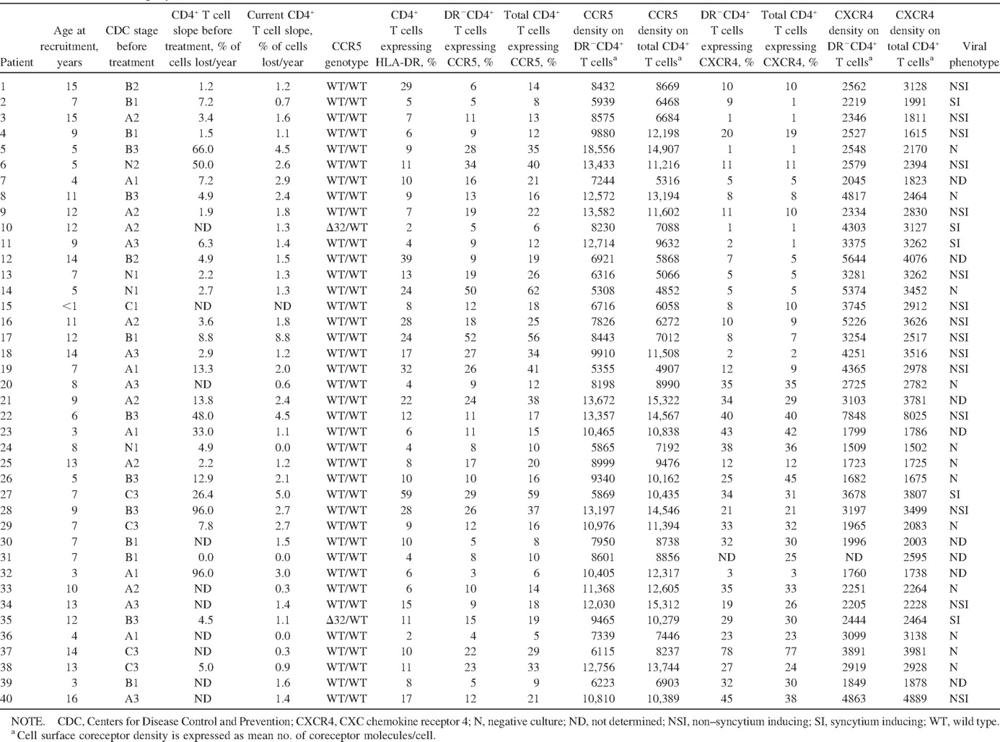 CD4⁺ T cell Current CD4⁺ CD4⁺ DR⁻CD4⁺ Total CD4⁺ CCR5 CCR5 DR⁻CD4⁺ Total CD4⁺ CXCR4 CXCR4
Age at CDC stage slope before T cell slope, T cells T cells T cells density on density on T cells T cells density on density on
recruitment, before treatment, % of % of cells CCR5 expressing expressing expressing DR⁻CD4⁺ total CD4⁺ expressing expressing DR⁻CD4⁺ total CD4⁺ Viral
Patient years treatment cells lost/year lost/year genotype HLA-DR, % CCR5, % CCR5, % T cellsᵃ T cellsᵃ CXCR4, % CXCR4, % T cellsᵃ T cellsᵃ phenotype
1 15 B2 1.2 1.2 WT/WT 29 6 14 8432 8669 10 10 2562 3128 NSI
2 7 B1 7.2 0.7 WT/WT 5 5 8 5939 6468 9 1 2219 1991 SI
3 15 A2 3.4 1.6 WT/WT 7 11 13 8575 6684 1 1 2346 1811 NSI
4 9 B1 1.5 1.1 WT/WT 6 9 12 9880 12,198 20 19 2527 1615 NSI
5 5 B3 66.0 4.5 WT/WT 9 28 35 18,556 14,907 1 1 2548 2170 N
6 5 N2 50.0 2.6 WT/WT 11 34 40 13,433 11,216 11 11 2579 2394 NSI
7 4 A1 7.2 2.9 WT/WT 10 16 21 7244 5316 5 5 2045 1823 ND
8 11 B3 4.9 2.4 WT/WT 9 13 16 12,572 13,194 8 8 4817 2464 N
9 12 A2 1.9 1.8 WT/WT 7 19 22 13,582 11,602 11 10 2334 2830 NSI
10 12 A2 ND 1.3 Δ32/WT 2 5 6 8230 7088 1 1 4303 3127 SI
11 9 A3 6.3 1.4 WT/WT 4 9 12 12,714 9632 2 1 3375 3262 SI
12 14 B2 4.9 1.5 WT/WT 39 9 19 6921 5868 7 5 5644 4076 ND
13 7 N1 2.2 1.3 WT/WT 13 19 26 6316 5066 5 5 3281 3262 NSI
14 5 N1 2.7 1.3 WT/WT 24 50 62 5308 4852 5 5 5374 3452 N
15 <1 C1 ND ND WT/WT 8 12 18 6716 6058 8 10 3745 2912 NSI
16 11 A2 3.6 1.8 WT/WT 28 18 25 7826 6272 10 9 5226 3626 NSI
17 12 B1 8.8 8.8 WT/WT 24 52 56 8443 7012 8 7 3254 2517 NSI
18 14 A3 2.9 1.2 WT/WT 17 27 34 9910 11,508 2 2 4251 3516 NSI
19 7 A1 13.3 2.0 WT/WT 32 26 41 5355 4907 12 9 4365 2978 NSI
20 8 A3 ND 0.6 WT/WT 4 9 12 8198 8990 35 35 2725 2782 N
21 9 A2 13.8 2.4 WT/WT 22 24 38 13,672 15,322 34 29 3103 3781 ND
22 6 B3 48.0 4.5 WT/WT 12 11 17 13,357 14,567 40 40 7848 8025 NSI
23 3 A1 33.0 1.1 WT/WT 6 11 15 10,465 10,838 43 42 1799 1786 ND
24 8 N1 4.9 0.0 WT/WT 4 8 10 5865 7192 38 36 1509 1502 N
25 13 A2 2.2 1.2 WT/WT 8 17 20 8999 9476 12 12 1723 1725 N
26 5 B3 12.9 2.1 WT/WT 10 10 16 9340 10,162 25 45 1682 1675 N
27 7 C3 26.4 5.0 WT/WT 59 29 59 5869 10,435 34 31 3678 3807 SI
28 9 B3 96.0 2.7 WT/WT 28 26 37 13,197 14,546 21 21 3197 3499 NSI
29 7 C3 7.8 2.7 WT/WT 9 12 16 10,976 11,394 33 32 1965 2083 N
30 7 B1 ND 1.5 WT/WT 10 5 8 7950 8738 32 30 1996 2003 ND
31 7 B1 0.0 0.0 WT/WT 4 8 10 8601 8856 ND 25 ND 2595 ND
32 3 A1 96.0 3.0 WT/WT 6 3 6 10,405 12,317 3 3 1760 1738 ND
33 10 A2 ND 0.3 WT/WT 6 10 14 11,368 12,605 35 33 2251 2264 N
34 13 A3 ND 1.4 WT/WT 15 9 18 12,030 15,312 19 26 2205 2228 NSI
35 12 B3 4.5 1.1 Δ32/WT 11 15 19 9465 10,279 29 30 2444 2464 SI
36 4 A1 ND 0.0 WT/WT 2 4 5 7339 7446 23 23 3099 3138 N
37 14 C3 ND 0.3 WT/WT 10 22 29 6115 8237 78 77 3891 3981 N
38 13 C3 5.0 0.9 WT/WT 11 23 33 12,756 13,744 27 24 2919 2928 N
39 3 B1 ND 1.6 WT/WT 8 5 9 6223 6903 32 30 1849 1878 ND
40 16 A3 ND 1.4 WT/WT 17 12 21 10,810 10,389 45 38 4863 4889 NSI
NOTE. CDC, Centers for Disease Control and Prevention; CXCR4, CXC chemokine receptor 4; N, negative culture; ND, not determined; NSI, non–syncytium inducing; SI, syncytium inducing; WT, wild type.
ᵃ Cell surface coreceptor density is expressed as mean no. of coreceptor molecules/cell.